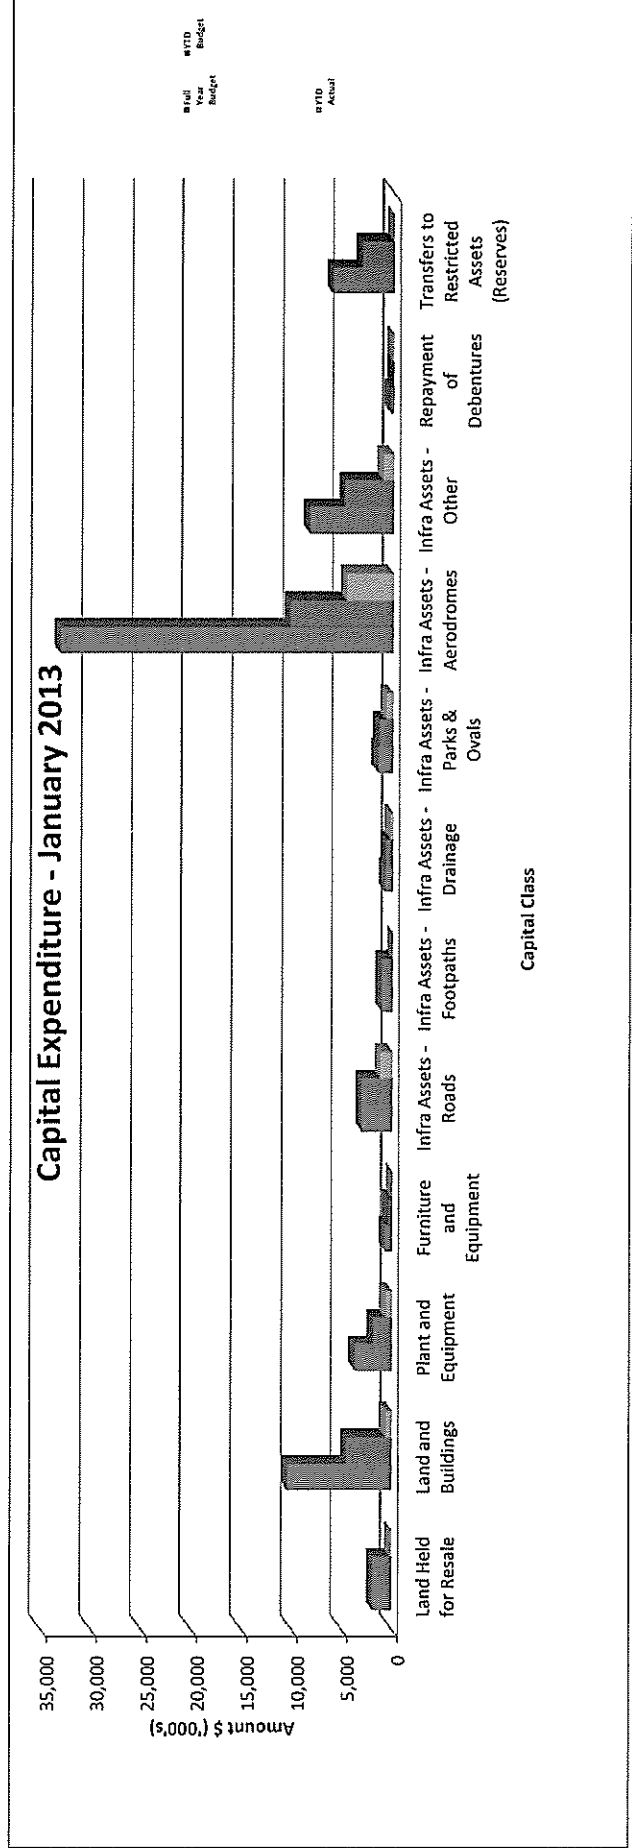 Capital Expenditure - January 2013
Amount $ ('000's)
35,000
30,000
25,000
20,000
15,000
10,000
5,000
0
Land Held
for Resale
Land and
Buildings
Plant and
Equipment
Furniture
and
Equipment
Infra Assets -
Roads
Infra Assets -
Footpaths
Infra Assets -
Drainage
Infra Assets -
Parks &
Ovals
Infra Assets -
Aerodromes
Infra Assets -
Other
Repayment
of
Debentures
Transfers to
Restricted
Assets
(Reserves)
Capital Class
Full
Year
Budget
YTD
Budget
YTD
Actual